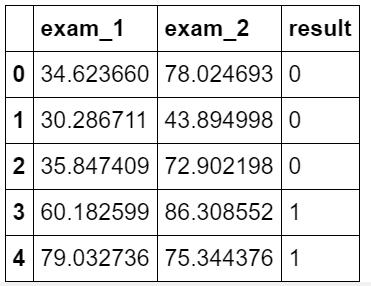 exam_1 exam_2 result
0 34.623660 78.024693 0
1 30.286711 43.894998 0
2 35.847409 72.902198 0
3 60.182599 86.308552 1
4 79.032736 75.344376 1